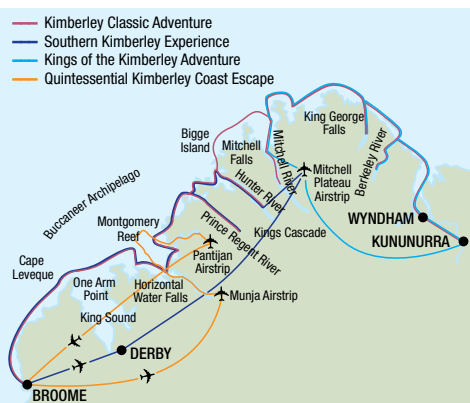 Kimberley Classic Adventure
Southern Kimberley Experience
Kings of the Kimberley Adventure
Quintessential Kimberley Coast Escape
King George
Falls
Bigge
Island
Mitchell
Falls
Mitchell River
Berkeley River
Mitchell
Plateau
Airstrip
Hunter River
Buccaneer Archipelago
Montgomery
Reef
Prince Regent River
Kings Cascade
WYNDHAM
KUNUNURRA
Pantijan
Airstrip
Cape
Leveque
One Arm
Point
Horizontal
Water Falls
Munja Airstrip
King Sound
DERBY
BROOME